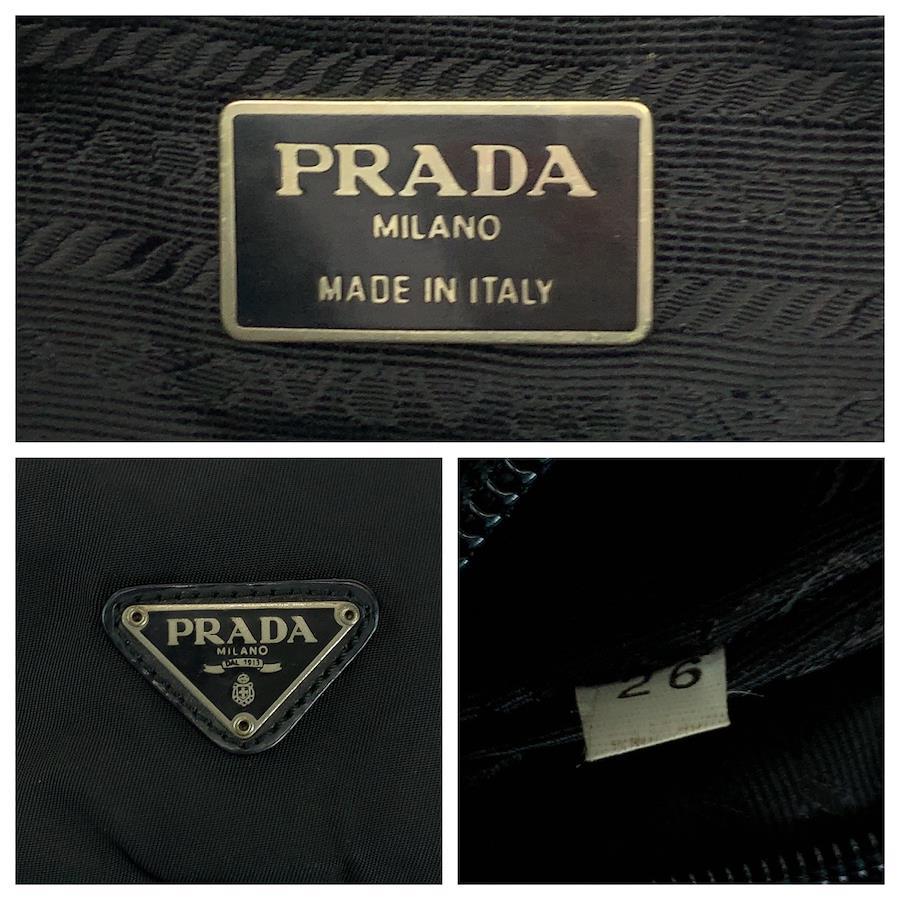 PRADA
MILANO
MADE IN ITALY
PRADA
MILANO
DAL 1913
26